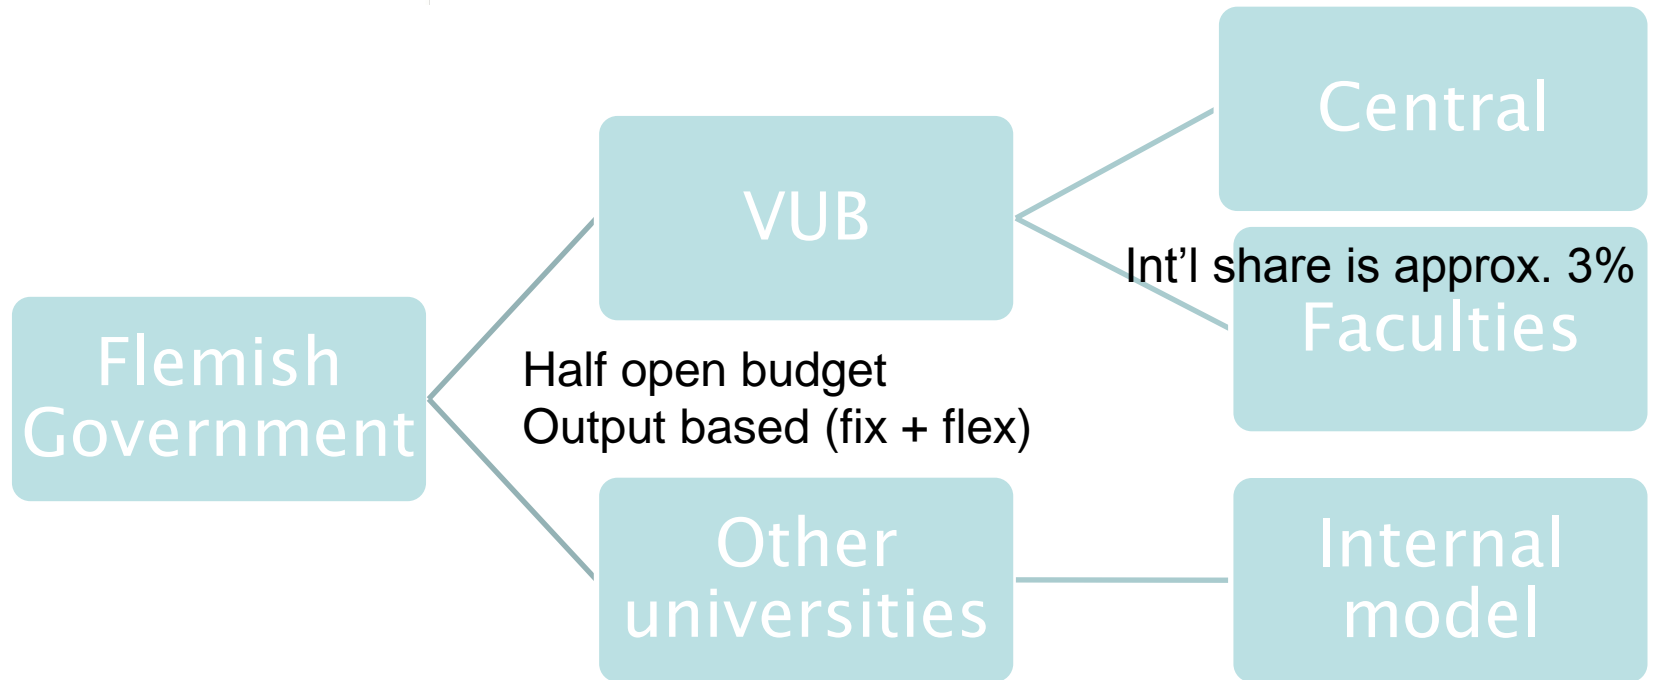 Flemish
Government
VUB
Half open budget
Output based (fix + flex)
Other
universities
Central
Int'l share is approx. 3%
Faculties
Internal
model